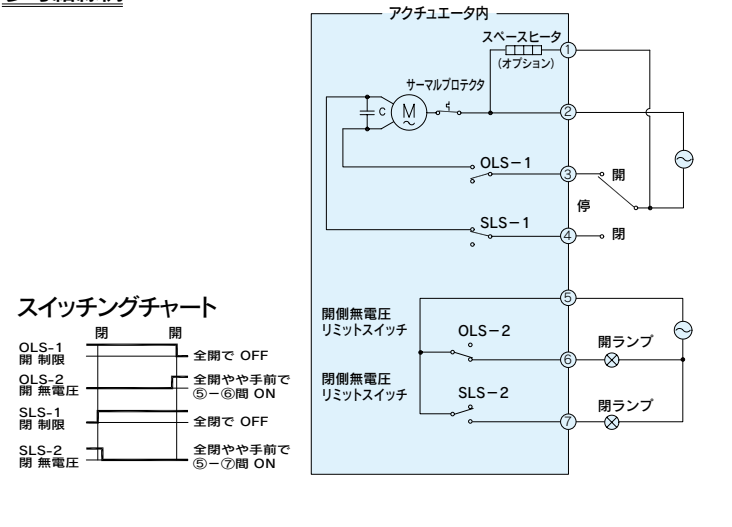 参考結線例
アクチュエータ内
スペースヒータ
(オプション)
①
サーマルプロテクタ
C
M
②
OLS−1
③
開
停
SLS−1
④
閉
⑤
開側無電圧
リミットスイッチ
OLS−2
⑥
開ランプ
閉側無電圧
リミットスイッチ
SLS−2
⑦
閉ランプ
スイッチングチャート
閉
開
OLS-1
開 制限
全開で OFF
OLS-2
開 無電圧
全開やや手前で
⑤−⑥間 ON
SLS-1
閉 制限
全閉で OFF
SLS-2
閉 無電圧
全閉やや手前で
⑤−⑦間 ON